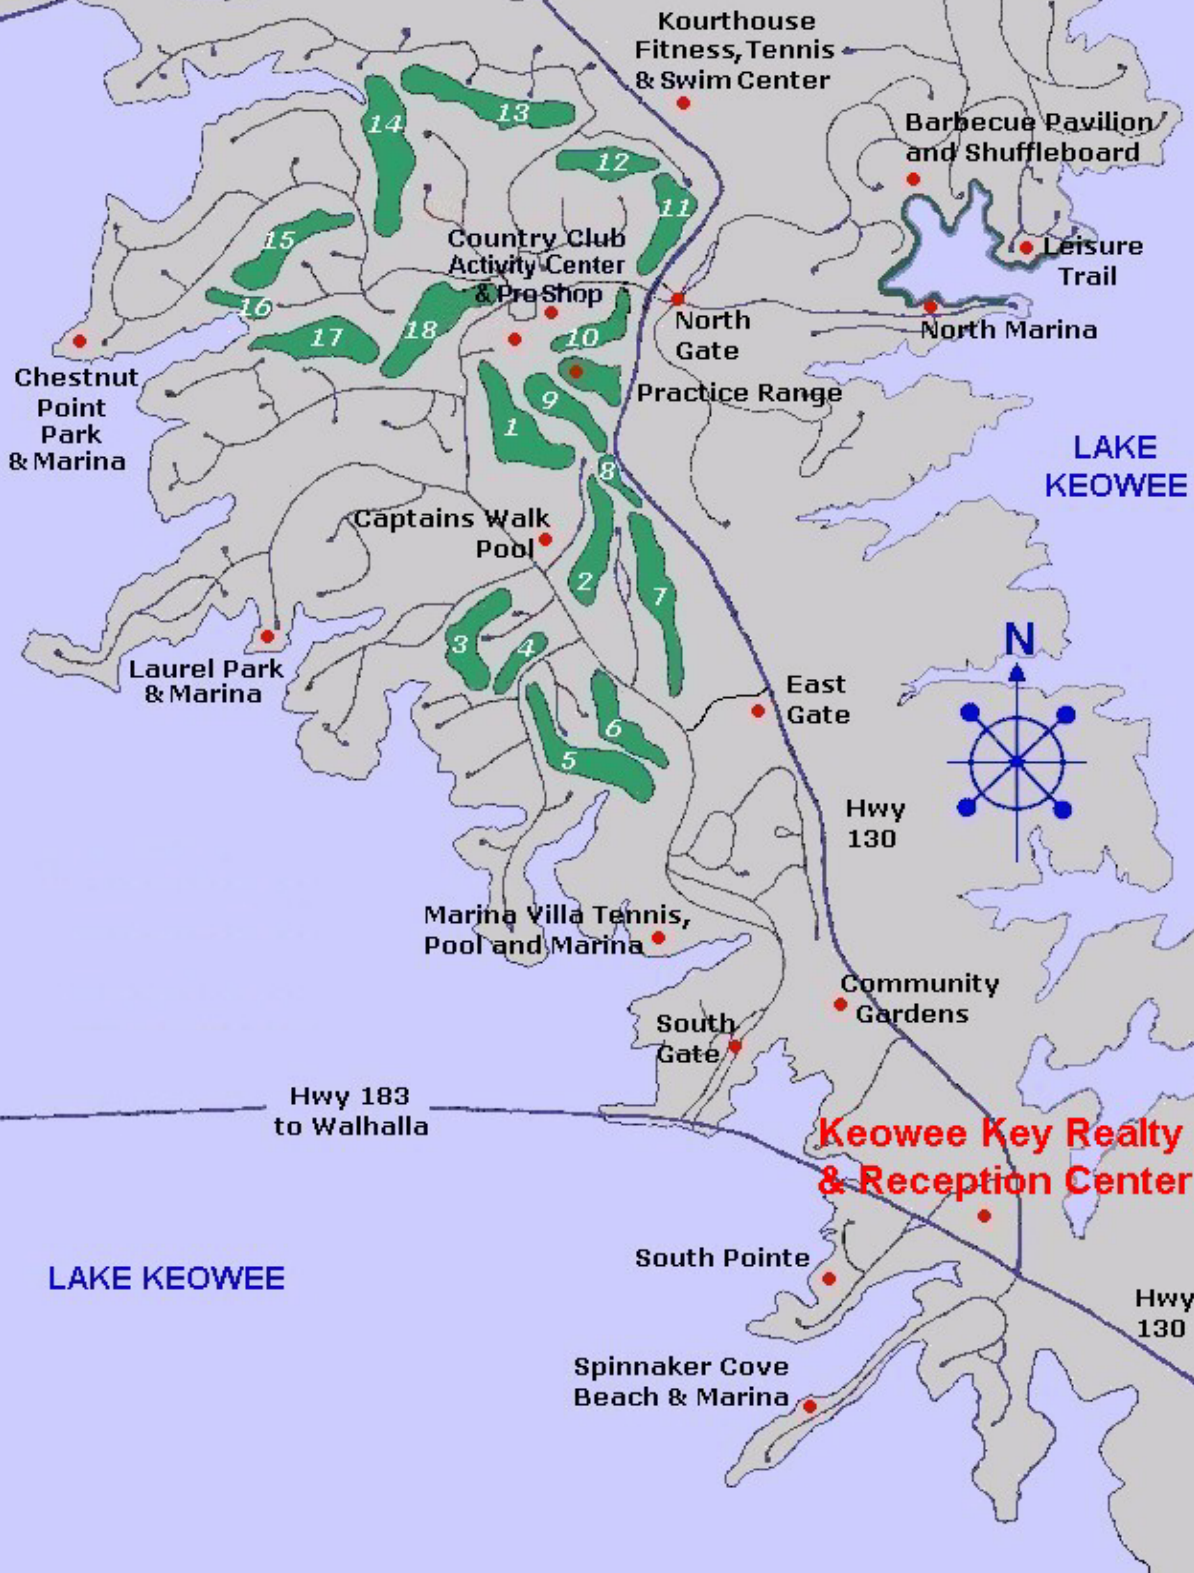 Kourthouse
Fitness, Tennis
& Swim Center
Barbecue Pavilion
and Shuffleboard
14
13
12
11
15
Country Club
Activity Center
& Pro Shop
Leisure
Trail
16
17
18
10
North
Gate
North Marina
Chestnut
Point
Park
& Marina
9
1
Practice Range
8
LAKE
KEOWEE
Captains Walk
Pool
2
7
3
4
N
Laurel Park
& Marina
East
Gate
6
5
Hwy
130
Marina Villa Tennis,
Pool and Marina
Community
Gardens
South
Gate
Hwy 183
to Walhalla
Keowee Key Realty
& Reception Center
South Pointe
LAKE KEOWEE
Hwy
130
Spinnaker Cove
Beach & Marina